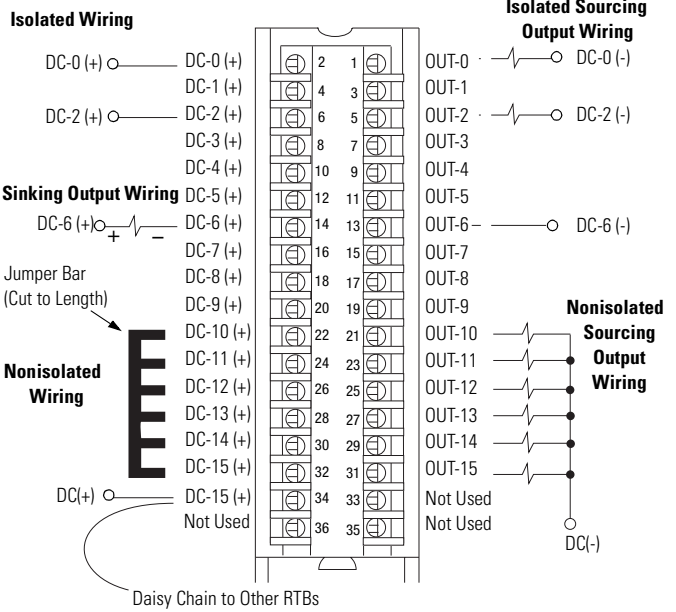 Isolated Wiring
Isolated Sourcing
Output Wiring
DC-0 (+) DC-0 (+) 2 1 OUT-0 DC-0 (-)
DC-1 (+) 4 3 OUT-1
DC-2 (+) DC-2 (+) 6 5 OUT-2 DC-2 (-)
DC-3 (+) 8 7 OUT-3
DC-4 (+) 10 9 OUT-4
Sinking Output Wiring DC-5 (+) 12 11 OUT-5
DC-6 (+) + – DC-6 (+) 14 13 OUT-6 DC-6 (-)
DC-7 (+) 16 15 OUT-7
Jumper Bar
(Cut to Length)
DC-8 (+) 18 17 OUT-8
DC-9 (+) 20 19 OUT-9
Nonisolated
Sourcing
Output
Wiring
DC-10 (+) 22 21 OUT-10
DC-11 (+) 24 23 OUT-11
Nonisolated
Wiring
DC-12 (+) 26 25 OUT-12
DC-13 (+) 28 27 OUT-13
DC-14 (+) 30 29 OUT-14
DC-15 (+) 32 31 OUT-15
DC(+) DC-15 (+) 34 33 Not Used
Not Used 36 35 Not Used
DC(-)
Daisy Chain to Other RTBs